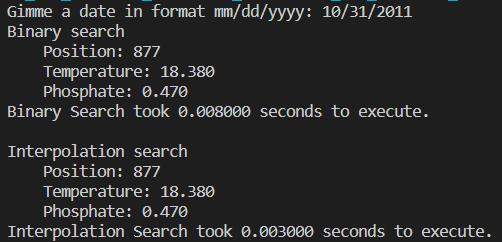 Gimme a date in format mm/dd/yyyy: 10/31/2011
Binary search
    Position: 877
    Temperature: 18.380
    Phosphate: 0.470
Binary Search took 0.008000 seconds to execute.

Interpolation search
    Position: 877
    Temperature: 18.380
    Phosphate: 0.470
Interpolation Search took 0.003000 seconds to execute.